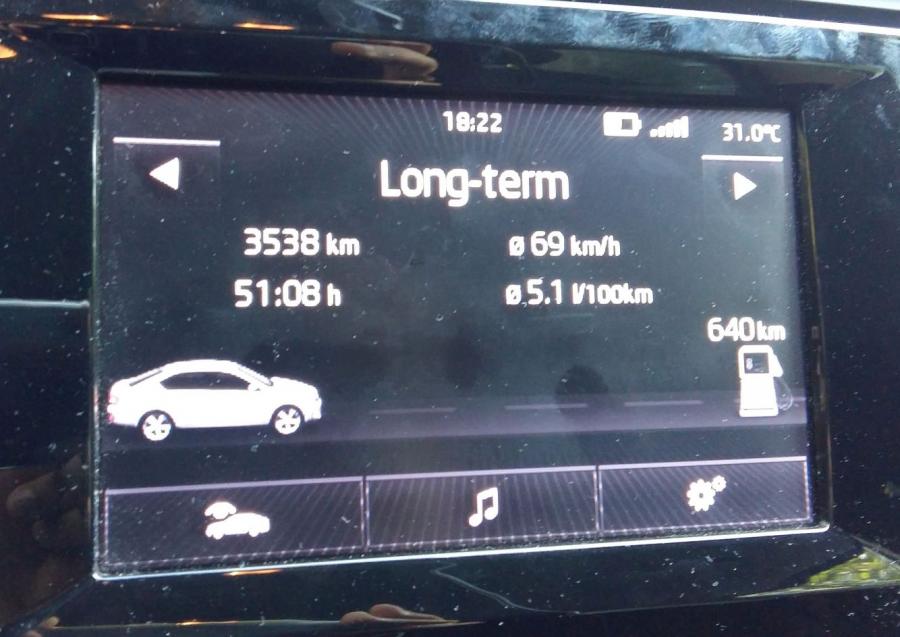 18:22 31.0°C
Long-term
3538 km ø 69 km/h
51:08 h ø 5.1 l/100km
640 km